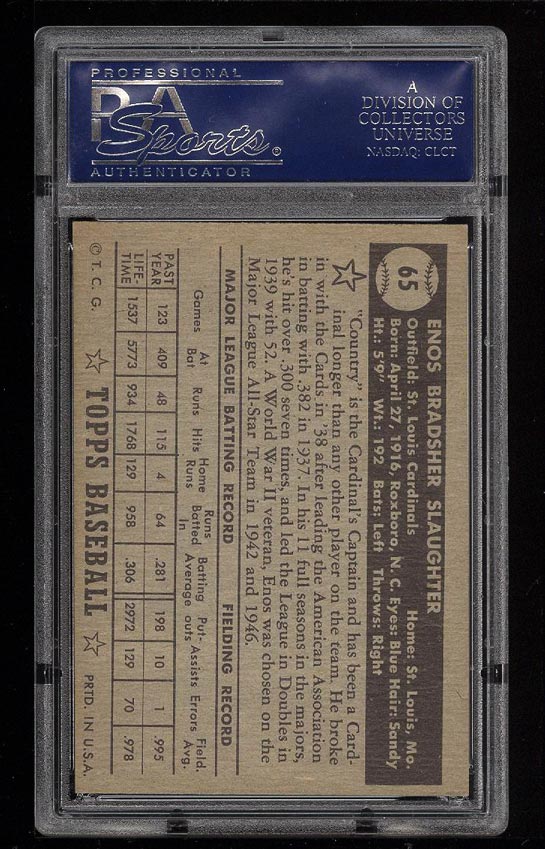 PROFESSIONAL
PSA
Sports®
AUTHENTICATOR
A
DIVISION OF
COLLECTORS
UNIVERSE
NASDAQ: CLCT
65
ENOS BRADSHER SLAUGHTER
Outfield: St. Louis Cardinals Home: St. Louis, Mo.
Born: April 27, 1916, Roxboro, N. C. Eyes: Blue Hair: Sandy
Ht.: 5'9" Wt.: 192 Bats: Left Throws: Right
"Country" is the Cardinal's Captain and has been a Card-
inal longer than any other player on the team. He broke
in with the Cards in '38 after leading the American Association
in batting with .382 in 1937. In his 11 full seasons in the majors,
he's hit over .300 seven times, and led the League in Doubles in
1939 with 52. A World War II veteran, Enos was chosen on the
Major League All-Star Team in 1942 and 1946.
MAJOR LEAGUE BATTING RECORD FIELDING RECORD
Games At Bat Runs Hits Home Runs Runs Batted In Batting Average Put-outs Assists Errors Field. Avg.
PAST YEAR 123 409 48 115 4 64 .281 198 10 1 .995
LIFE-TIME 1537 5773 934 1768 129 958 .306 2972 129 70 .978
© T. C. G. TOPPS BASEBALL PRTD. IN U.S.A.